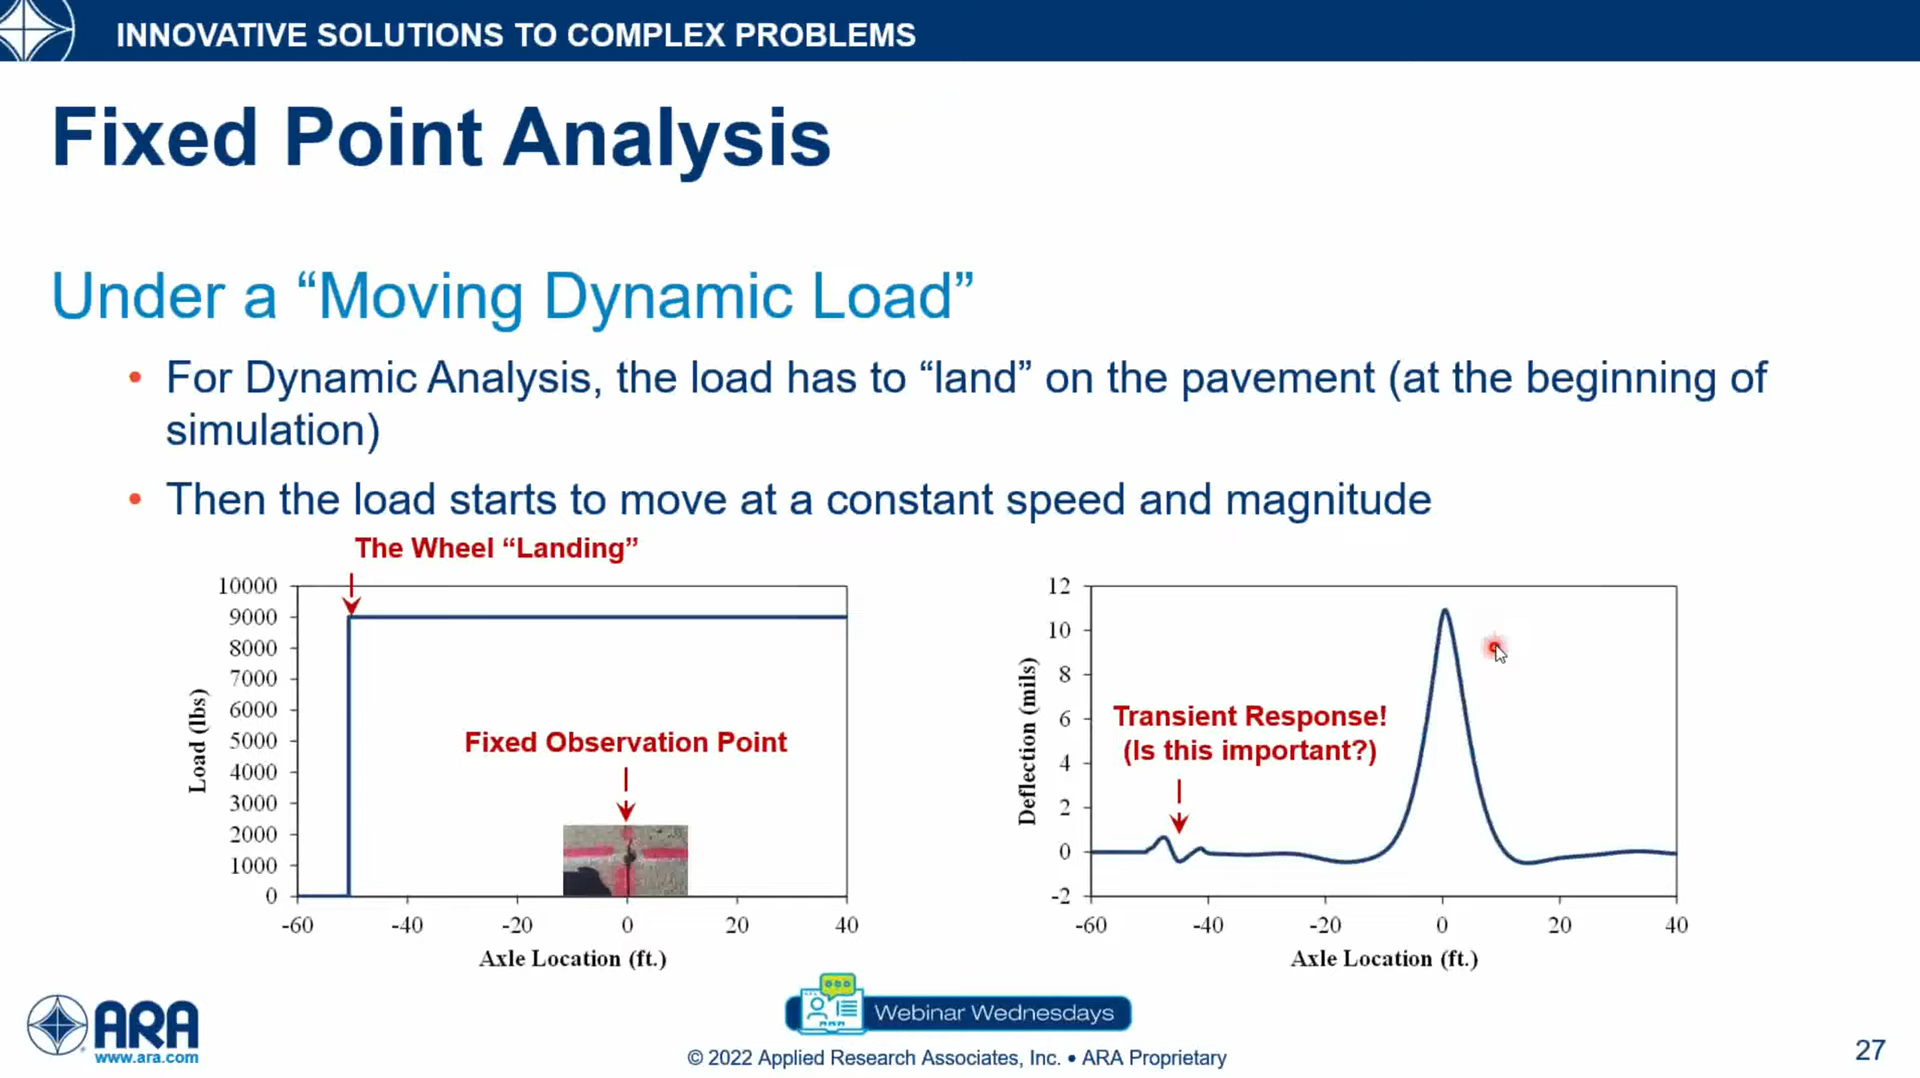 INNOVATIVE SOLUTIONS TO COMPLEX PROBLEMS
Fixed Point Analysis
Under a “Moving Dynamic Load”
• For Dynamic Analysis, the load has to “land” on the pavement (at the beginning of
simulation)
• Then the load starts to move at a constant speed and magnitude
The Wheel “Landing”
10000
9000
8000
7000
6000
5000
4000
3000
2000
1000
0
Load (lbs)
Fixed Observation Point
-60 -40 -20 0 20 40
Axle Location (ft.)
12
10
8
6
4
2
0
-2
Deflection (mils)
Transient Response!
(Is this important?)
-60 -40 -20 0 20 40
Axle Location (ft.)
ARA
www.ara.com
ARA
Webinar Wednesdays
© 2022 Applied Research Associates, Inc. • ARA Proprietary
27